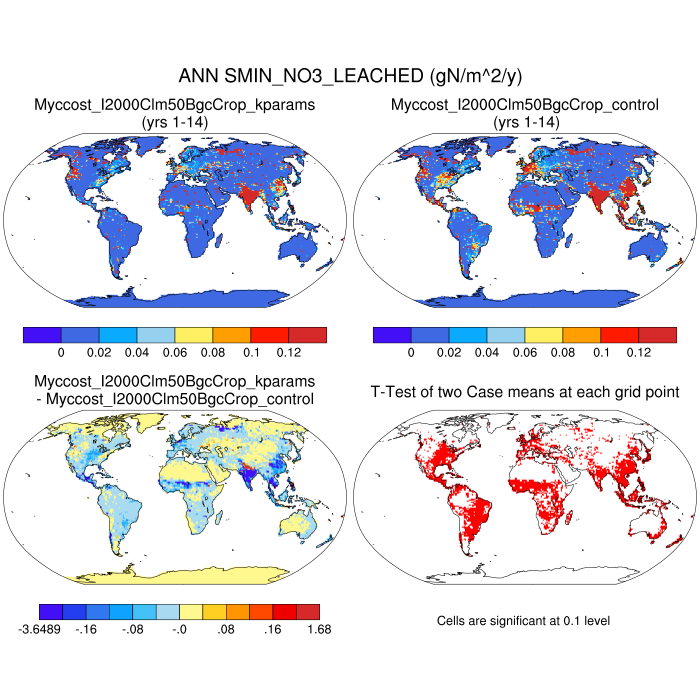 ANN SMIN_NO3_LEACHED (gN/m^2/y)
Myccost_I2000Clm50BgcCrop_kparams
(yrs 1-14)
Myccost_I2000Clm50BgcCrop_control
(yrs 1-14)
0 0.02 0.04 0.06 0.08 0.1 0.12
0 0.02 0.04 0.06 0.08 0.1 0.12
Myccost_I2000Clm50BgcCrop_kparams
- Myccost_I2000Clm50BgcCrop_control
T-Test of two Case means at each grid point
-3.6489 -.16 -.08 -.0 .08 .16 1.68
Cells are significant at 0.1 level